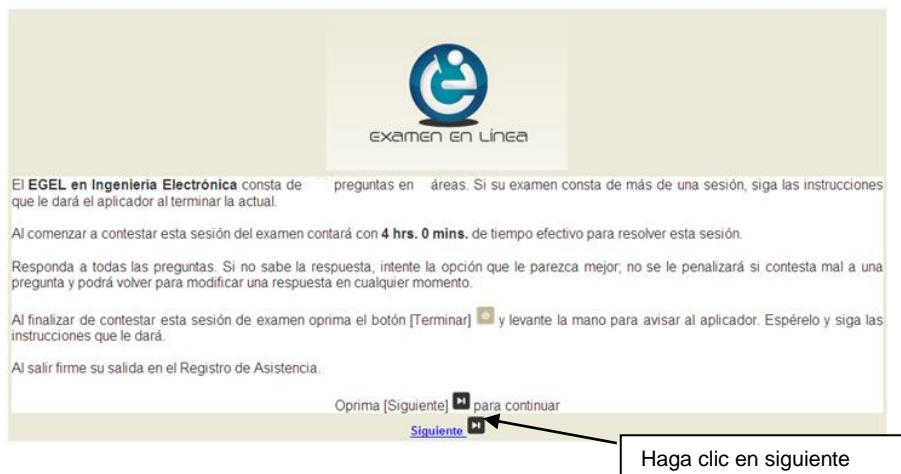 examen en Línea
El EGEL en Ingeniería Electrónica consta de preguntas en áreas. Si su examen consta de más de una sesión, siga las instrucciones
que le dará el aplicador al terminar la actual.
Al comenzar a contestar esta sesión del examen contará con 4 hrs. 0 mins. de tiempo efectivo para resolver esta sesión.
Responda a todas las preguntas. Si no sabe la respuesta, intente la opción que le parezca mejor; no se le penalizará si contesta mal a una
pregunta y podrá volver para modificar una respuesta en cualquier momento.
Al finalizar de contestar esta sesión de examen oprima el botón [Terminar] y levante la mano para avisar al aplicador. Espérelo y siga las
instrucciones que le dará.
Al salir firme su salida en el Registro de Asistencia.
Oprima [Siguiente] para continuar
Siguiente
Haga clic en siguiente